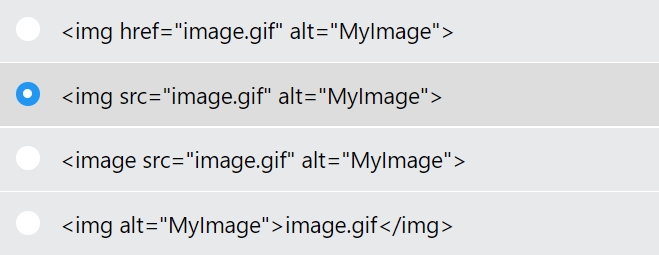 <img href="image.gif" alt="MyImage">
<img src="image.gif" alt="MyImage">
<image src="image.gif" alt="MyImage">
<img alt="MyImage">image.gif</img>